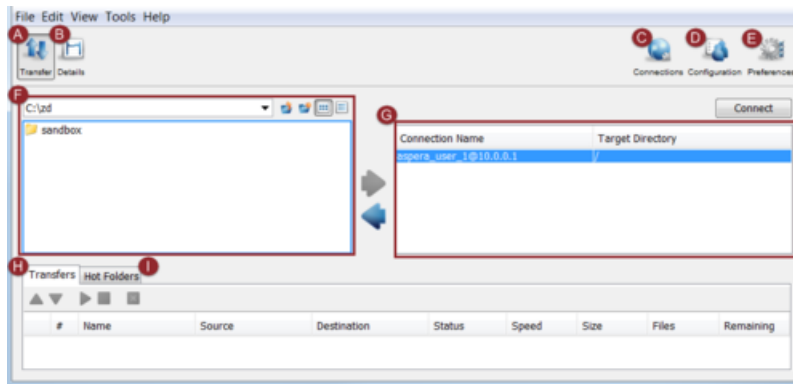 File Edit View Tools Help
A B C D E
Transfer Details Connections Configuration Preferences
F
C:\zd
G
Connect
sandbox
Connection Name Target Directory
aspera_user_1@10.0.0.1 /
H I
Transfers Hot Folders
# Name Source Destination Status Speed Size Files Remaining